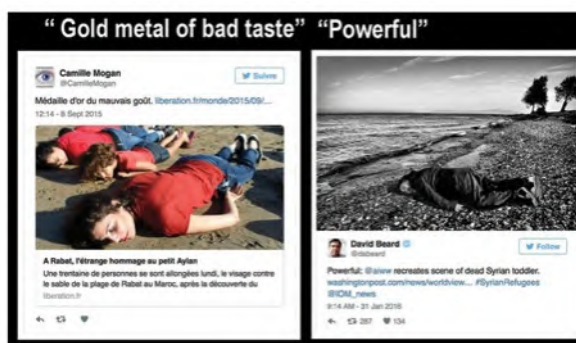 “ Gold metal of bad taste” “Powerful”
Camille Mogan
@CamilleMogan
Suivre
Médaille d'or du mauvais goût. liberation.fr/monde/2015/09/...
12:14 - 8 Sept 2015
A Rabat, l'étrange hommage au petit Aylan
Une trentaine de personnes se sont allongées lundi, le visage contre
le sable de la plage de Rabat au Maroc, après la découverte du
liberation.fr
David Beard
@dabeard
Follow
Powerful: @aiww recreates scene of dead Syrian toddler.
washingtonpost.com/news/worldview... #SyrianRefugees
@IOM_news
9:14 AM - 31 Jan 2016
287 134